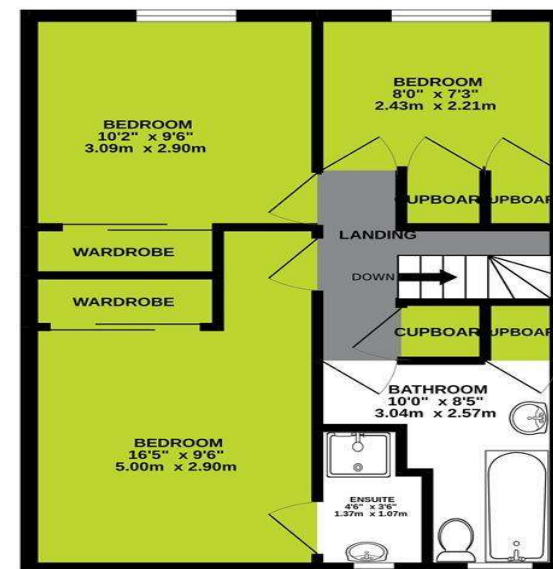 BEDROOM
10'2" x 9'6"
3.09m x 2.90m
BEDROOM
8'0" x 7'3"
2.43m x 2.21m
CUPBOAR
UPBOAR
WARDROBE
LANDING
DOWN
WARDROBE
CUPBOAR
UPBOAR
BATHROOM
10'0" x 8'5"
3.04m x 2.57m
BEDROOM
16'5" x 9'6"
5.00m x 2.90m
ENSUITE
4'6" x 3'6"
1.37m x 1.07m